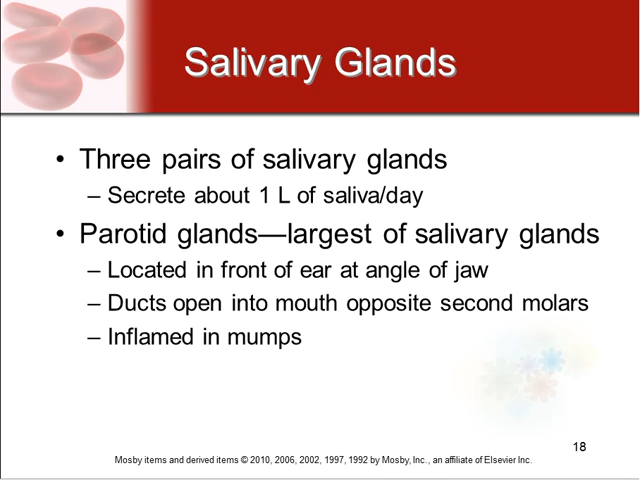 Salivary Glands
• Three pairs of salivary glands
– Secrete about 1 L of saliva/day
• Parotid glands—largest of salivary glands
– Located in front of ear at angle of jaw
– Ducts open into mouth opposite second molars
– Inflamed in mumps
18
Mosby items and derived items © 2010, 2006, 2002, 1997, 1992 by Mosby, Inc., an affiliate of Elsevier Inc.